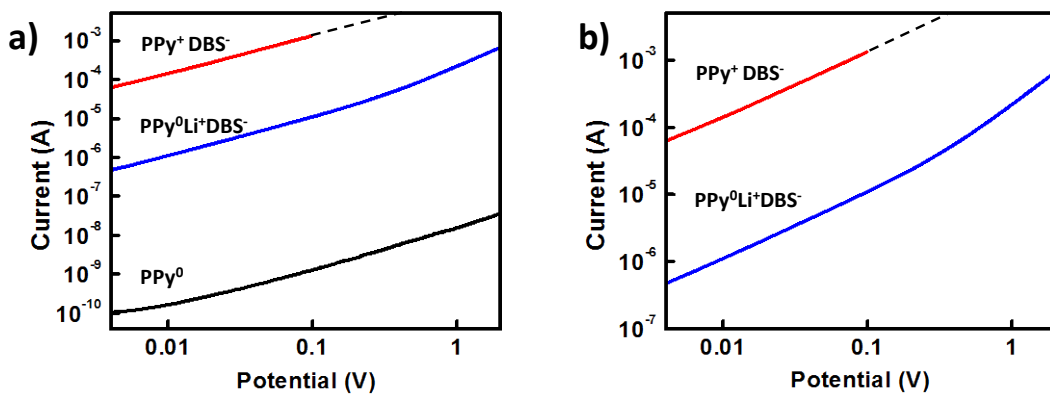 a)
Current (A)
10⁻³
10⁻⁴
10⁻⁵
10⁻⁶
10⁻⁷
10⁻⁸
10⁻⁹
10⁻¹⁰
PPy⁺ DBS⁻
PPy⁰Li⁺DBS⁻
PPy⁰
0.01 0.1 1
Potential (V)
b)
Current (A)
10⁻³
10⁻⁴
10⁻⁵
10⁻⁶
10⁻⁷
PPy⁺ DBS⁻
PPy⁰Li⁺DBS⁻
0.01 0.1 1
Potential (V)